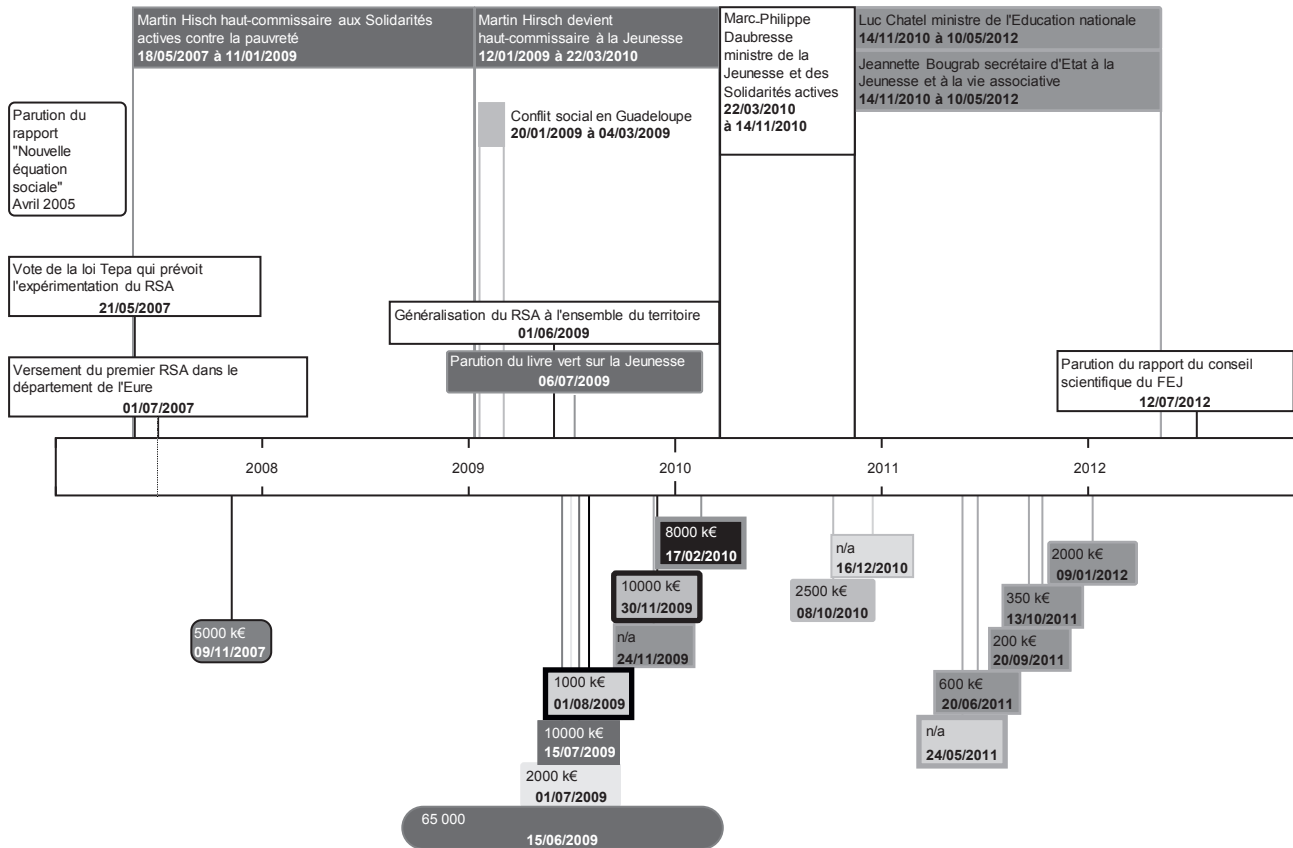 Martin Hisch haut-commissaire aux Solidarités
actives contre la pauvreté
18/05/2007 à 11/01/2009
Martin Hirsch devient
haut-commissaire à la Jeunesse
12/01/2009 à 22/03/2010
Marc-Philippe
Daubresse
ministre de la
Jeunesse et des
Solidarités actives
22/03/2010
à 14/11/2010
Luc Chatel ministre de l'Education nationale
14/11/2010 à 10/05/2012
Jeannette Bougrab secrétaire d'Etat à la
Jeunesse et à la vie associative
14/11/2010 à 10/05/2012
Parution du
rapport
"Nouvelle
équation
sociale"
Avril 2005
Conflit social en Guadeloupe
20/01/2009 à 04/03/2009
Vote de la loi Tepa qui prévoit
l'expérimentation du RSA
21/05/2007
Généralisation du RSA à l'ensemble du territoire
01/06/2009
Versement du premier RSA dans le
département de l'Eure
01/07/2007
Parution du livre vert sur la Jeunesse
06/07/2009
Parution du rapport du conseil
scientifique du FEJ
12/07/2012
2008
2009
2010
2011
2012
8000 k€
17/02/2010
n/a
16/12/2010
2000 k€
09/01/2012
10000 k€
30/11/2009
2500 k€
08/10/2010
350 k€
13/10/2011
5000 k€
09/11/2007
n/a
24/11/2009
200 k€
20/09/2011
1000 k€
01/08/2009
600 k€
20/06/2011
10000 k€
15/07/2009
n/a
24/05/2011
2000 k€
01/07/2009
65 000
15/06/2009